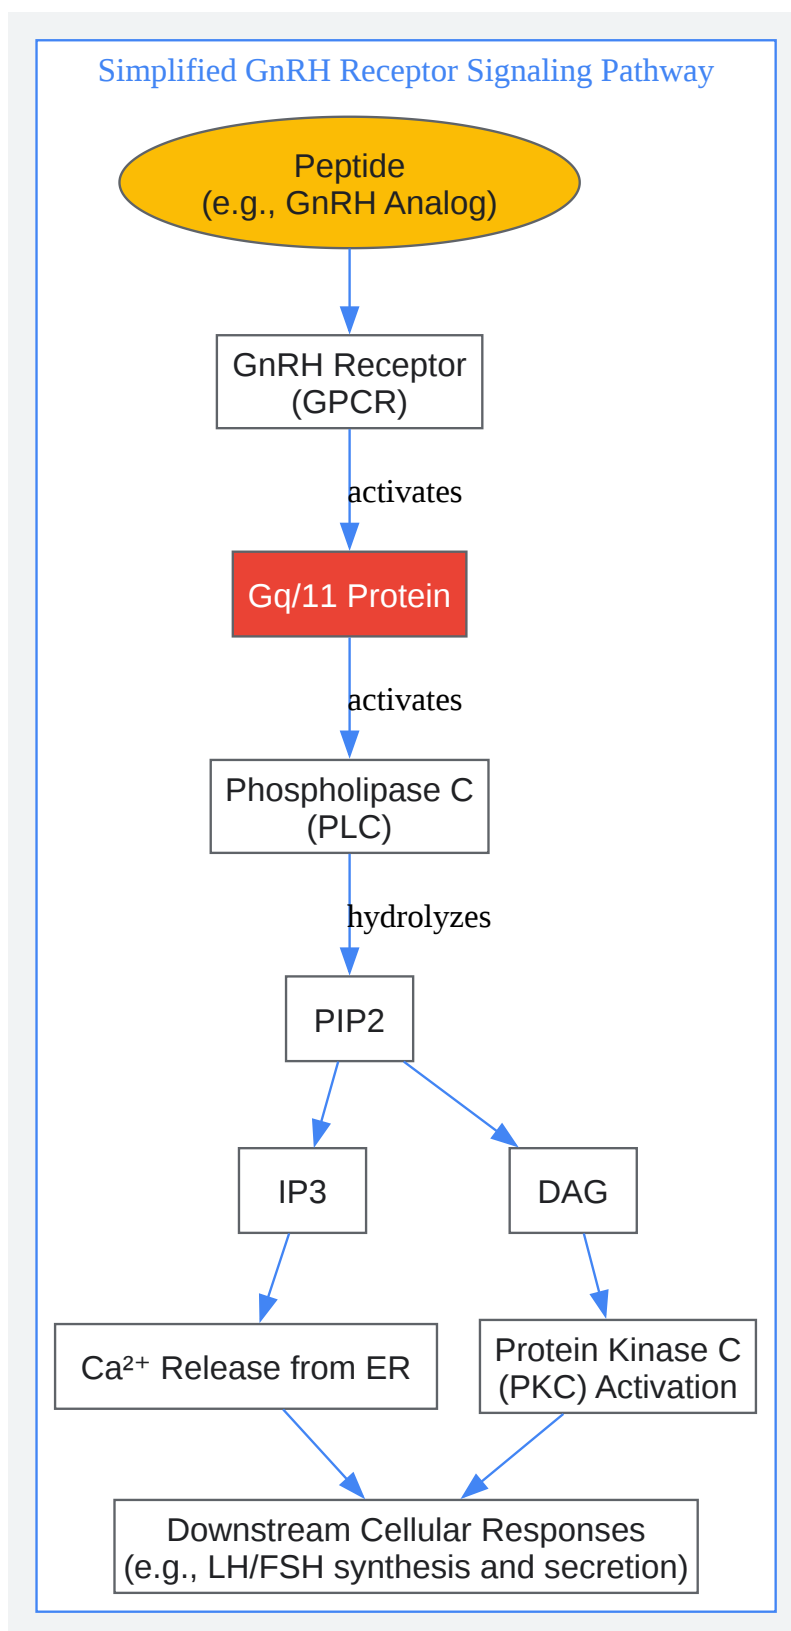 Simplified GnRH Receptor Signaling Pathway
Peptide
(e.g., GnRH Analog)
GnRH Receptor
(GPCR)
activates
Gq/11 Protein
activates
Phospholipase C
(PLC)
hydrolyzes
PIP2
IP3
DAG
Ca²⁺ Release from ER
Protein Kinase C
(PKC) Activation
Downstream Cellular Responses
(e.g., LH/FSH synthesis and secretion)